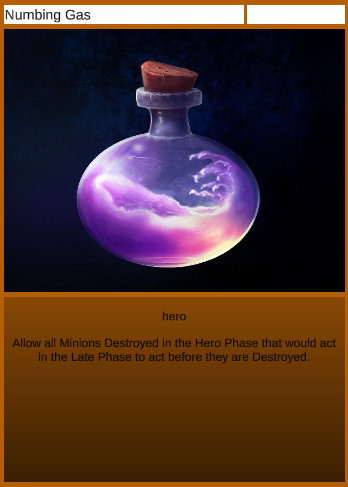 Numbing Gas
hero
Allow all Minions Destroyed in the Hero Phase that would act
in the Late Phase to act before they are Destroyed.